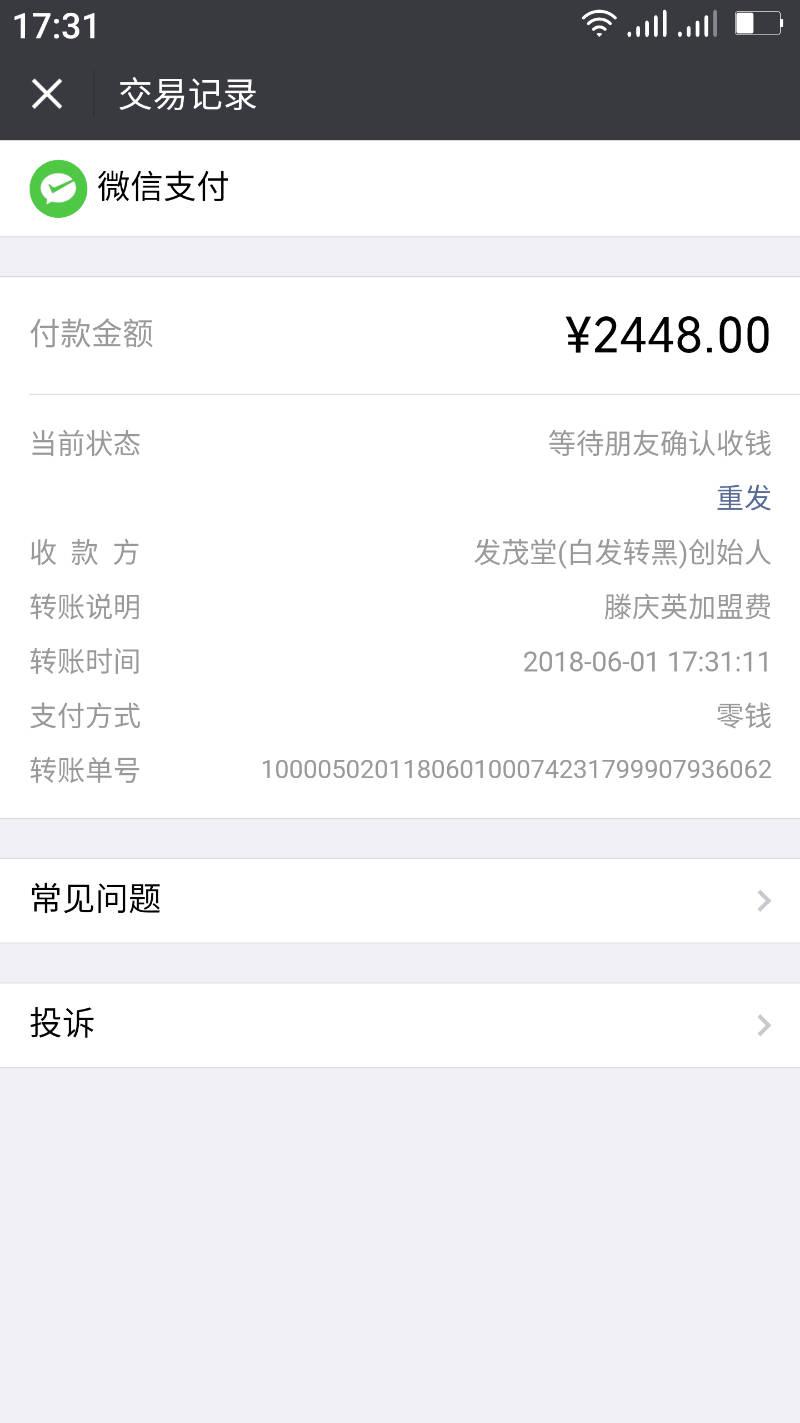 17:31
交易记录
微信支付
付款金额 ¥2448.00
当前状态 等待朋友确认收钱
重发
收 款 方 发茂堂(白发转黑)创始人
转账说明 滕庆英加盟费
转账时间 2018-06-01 17:31:11
支付方式 零钱
转账单号 100005020118060100074231799907936062
常见问题
投诉